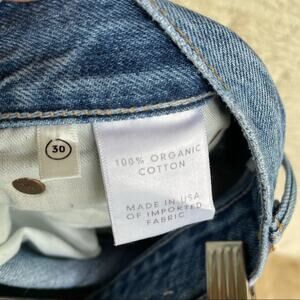 30
100% ORGANIC
COTTON
MADE IN USA
OF IMPORTED
FABRIC